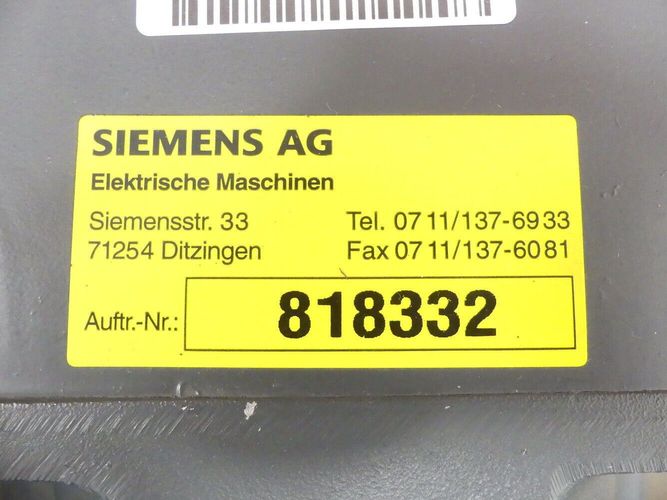 SIEMENS AG
Elektrische Maschinen
Siemensstr. 33 Tel. 07 11/137-69 33
71254 Ditzingen Fax 07 11/137-60 81
Auftr.-Nr.: 818332